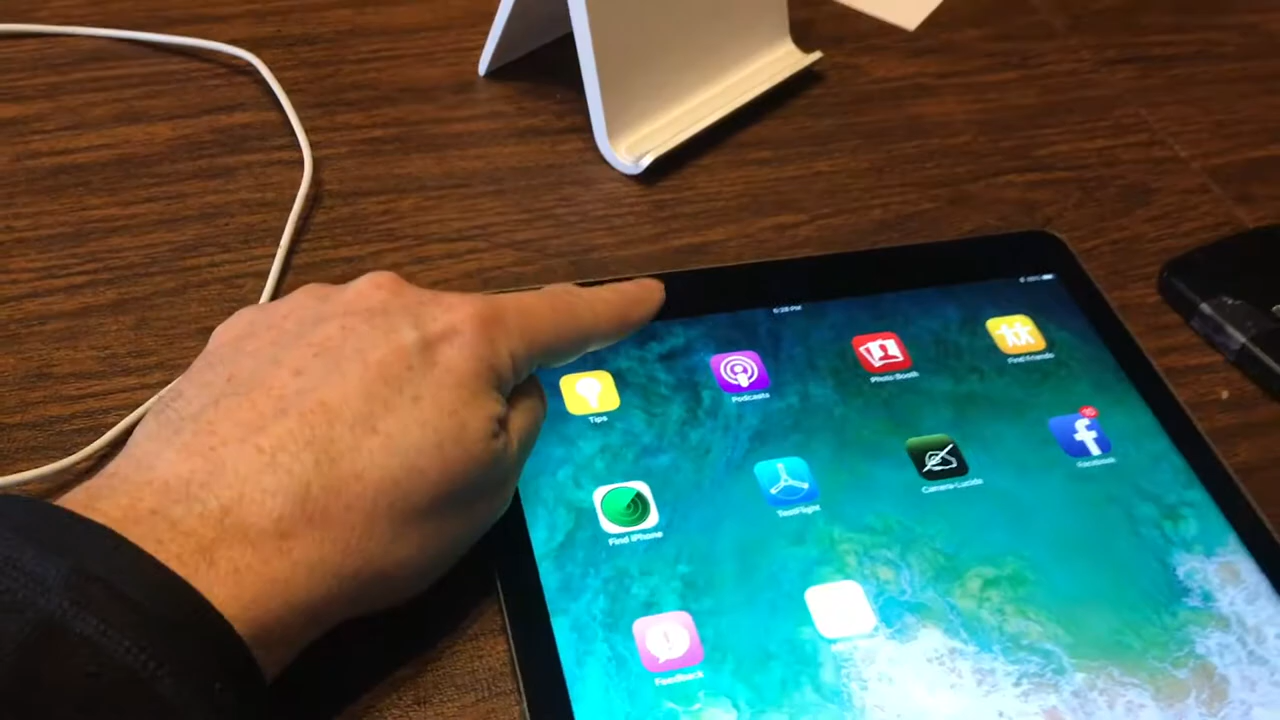 Tips
Podcasts
Photo Booth
Find Friends
Find iPhone
TestFlight
Camera Lucida
Facebook
Feedback